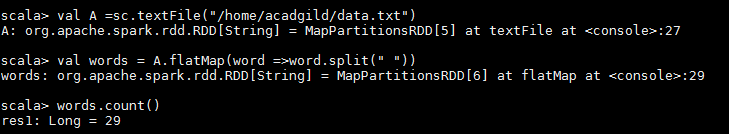 scala> val A =sc.textFile("/home/acadgild/data.txt")
A: org.apache.spark.rdd.RDD[String] = MapPartitionsRDD[5] at textFile at <console>:27
scala> val words = A.flatMap(word =>word.split(" "))
words: org.apache.spark.rdd.RDD[String] = MapPartitionsRDD[6] at flatMap at <console>:29
scala> words.count()
res1: Long = 29